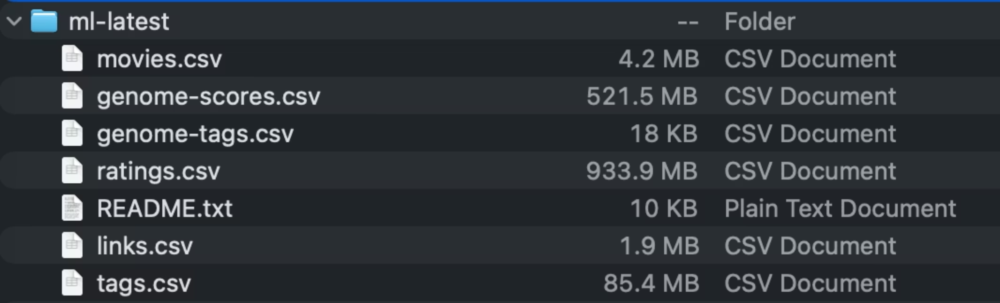 ml-latest -- Folder
movies.csv 4.2 MB CSV Document
genome-scores.csv 521.5 MB CSV Document
genome-tags.csv 18 KB CSV Document
ratings.csv 933.9 MB CSV Document
README.txt 10 KB Plain Text Document
links.csv 1.9 MB CSV Document
tags.csv 85.4 MB CSV Document